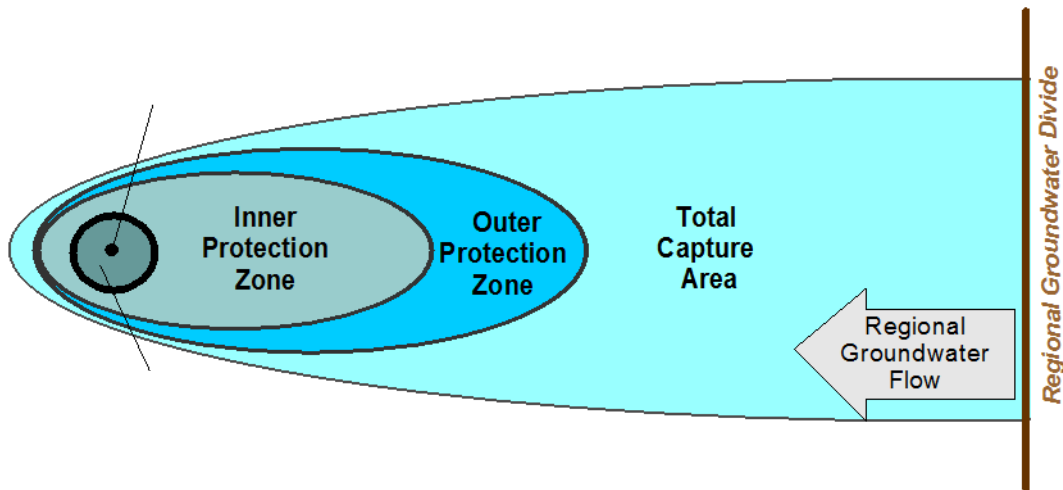 Inner
Protection
Zone
Outer
Protection
Zone
Total
Capture
Area
Regional
Groundwater
Flow
Regional Groundwater Divide